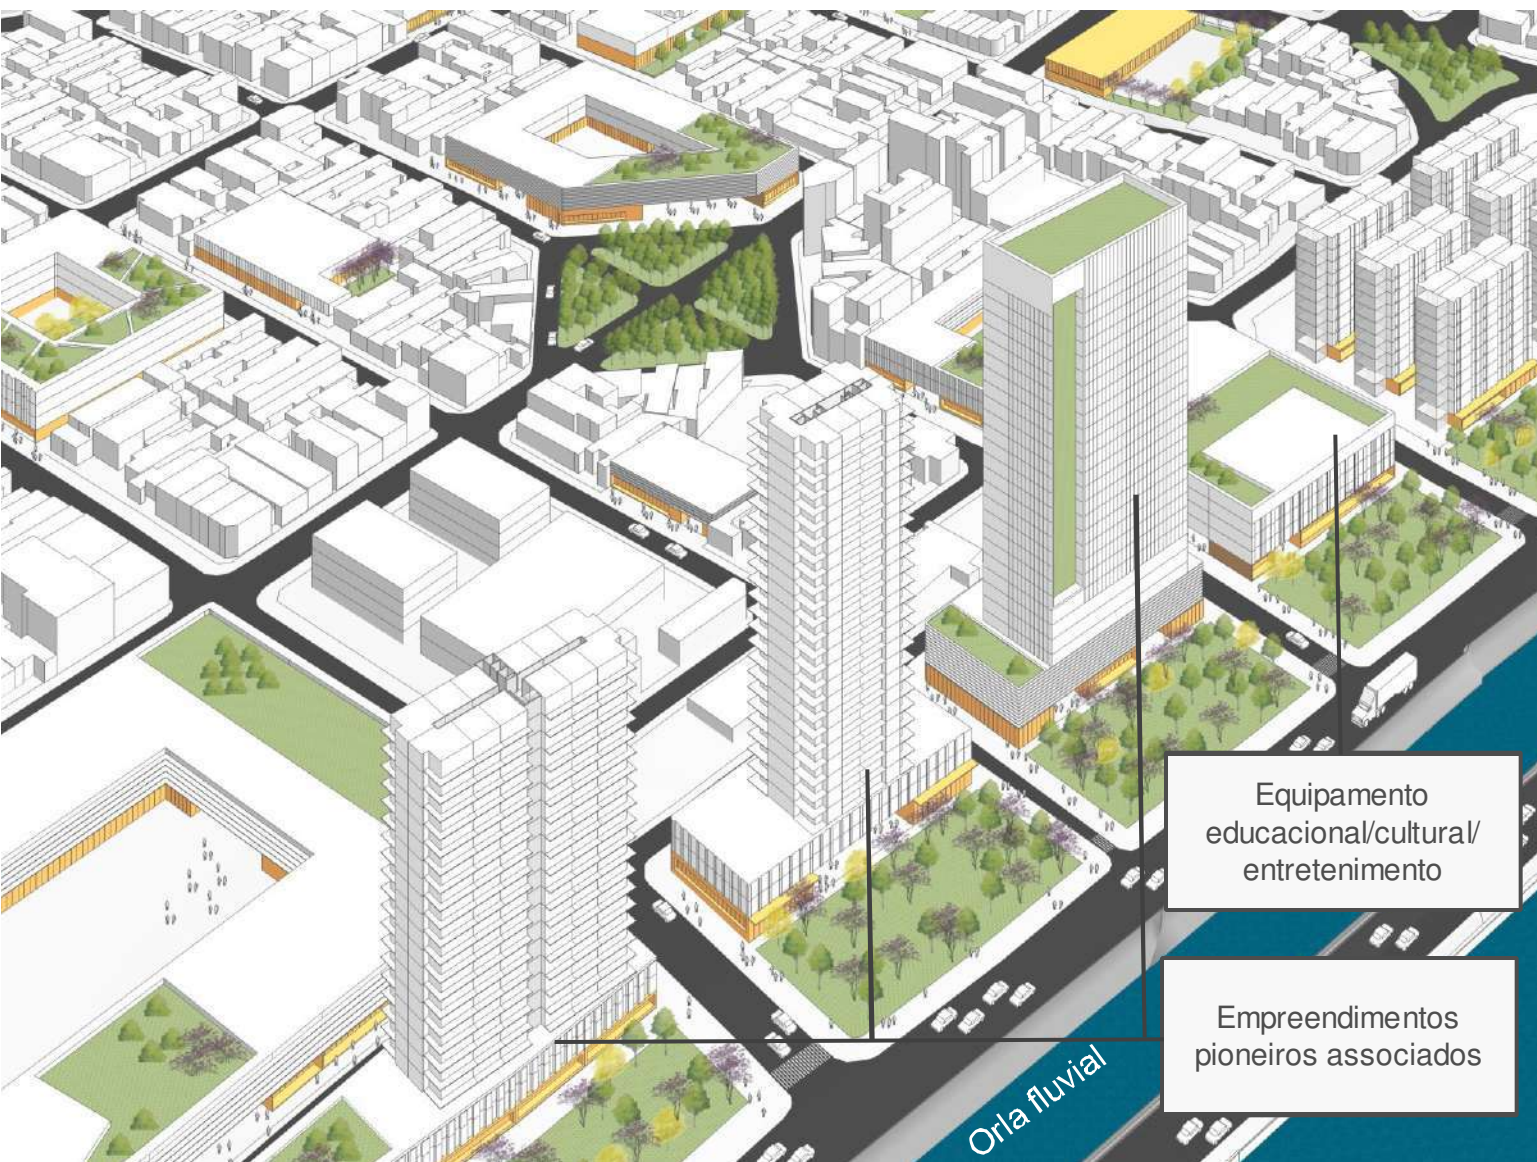 Equipamento
educacional/cultural/
entretenimento
Empreendimentos
pioneiros associados
Orla fluvial